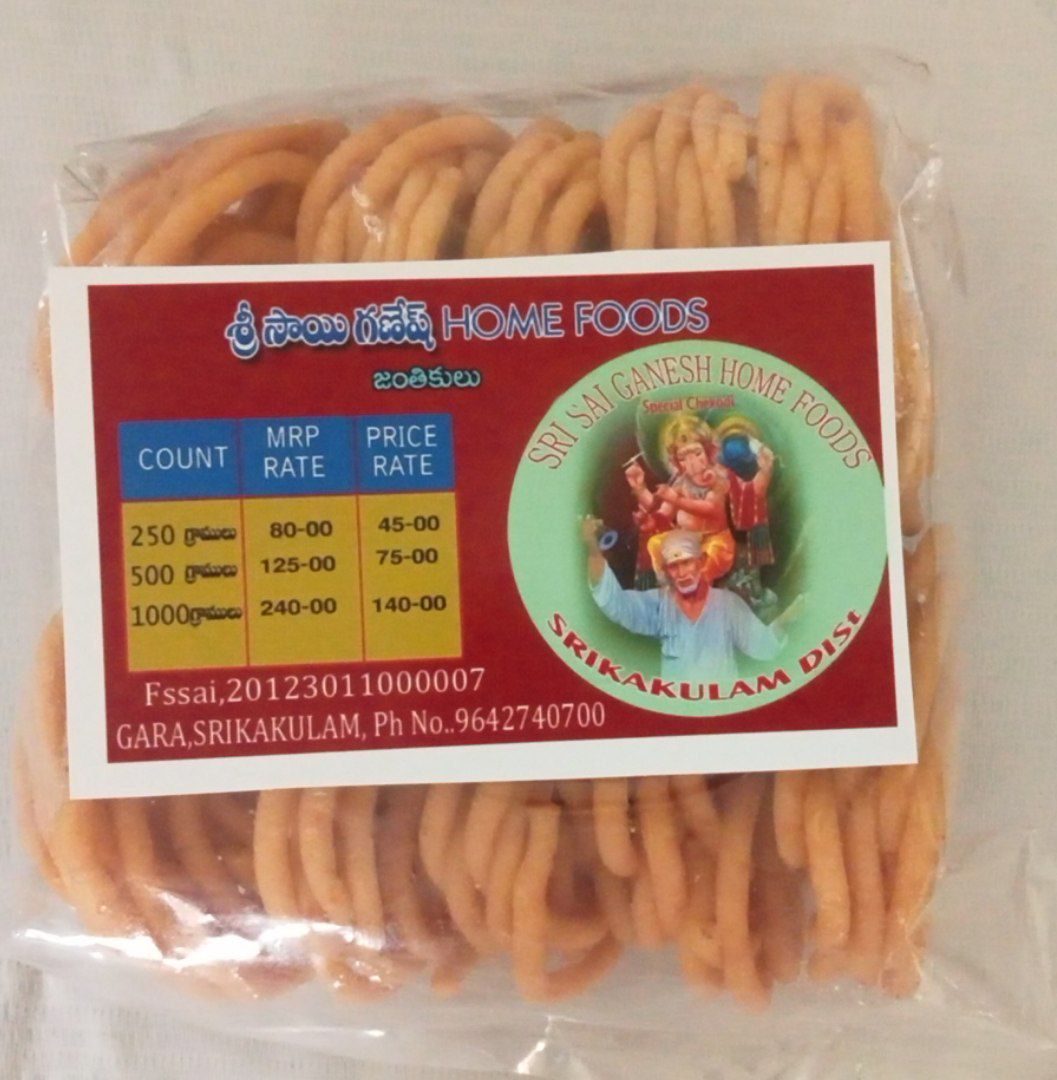 శ్రీ సాయి గణేష్ HOME FOODS
జంతికులు
COUNT MRP RATE PRICE RATE
250 గ్రాములు 80-00 45-00
500 గ్రాములు 125-00 75-00
1000గ్రాములు 240-00 140-00
Fssai,20123011000007
GARA,SRIKAKULAM, Ph No..9642740700
SRI SAI GANESH HOME FOODS
Special Chekodi
SRIKAKULAM DISt